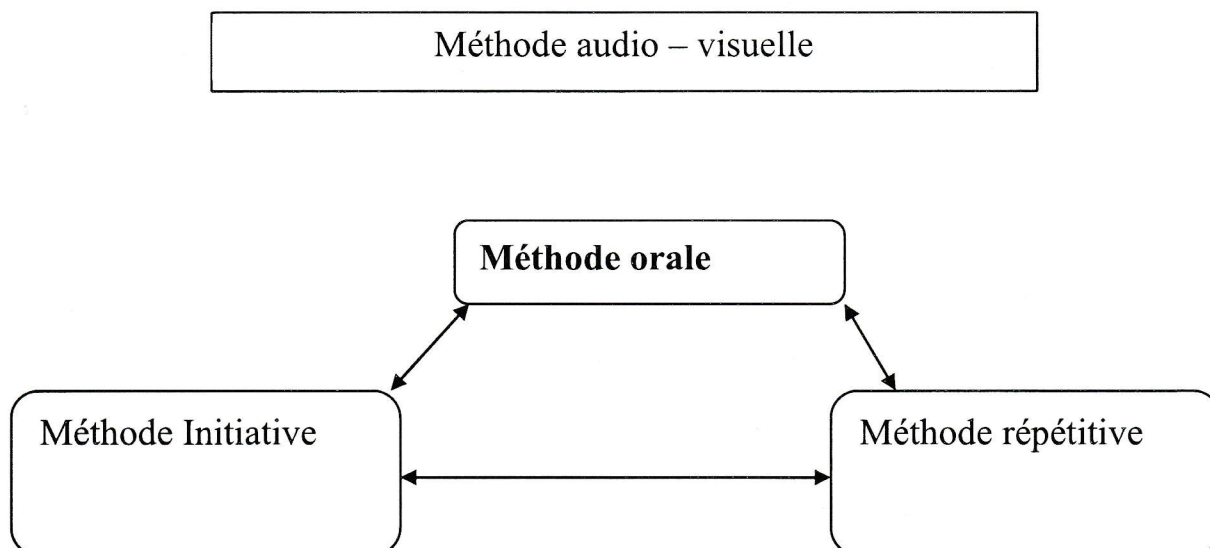 Méthode audio – visuelle
Méthode orale
Méthode Initiative
Méthode répétitive